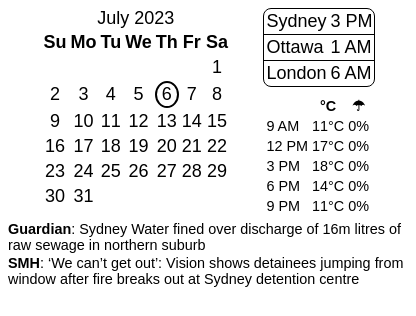 July 2023
Su Mo Tu We Th Fr Sa
1
2 3 4 5 6 7 8
9 10 11 12 13 14 15
16 17 18 19 20 21 22
23 24 25 26 27 28 29
30 31
Sydney 3 PM
Ottawa 1 AM
London 6 AM
°C ☂
9 AM 11°C 0%
12 PM 17°C 0%
3 PM 18°C 0%
6 PM 14°C 0%
9 PM 11°C 0%
Guardian: Sydney Water fined over discharge of 16m litres of
raw sewage in northern suburb
SMH: ‘We can’t get out’: Vision shows detainees jumping from
window after fire breaks out at Sydney detention centre